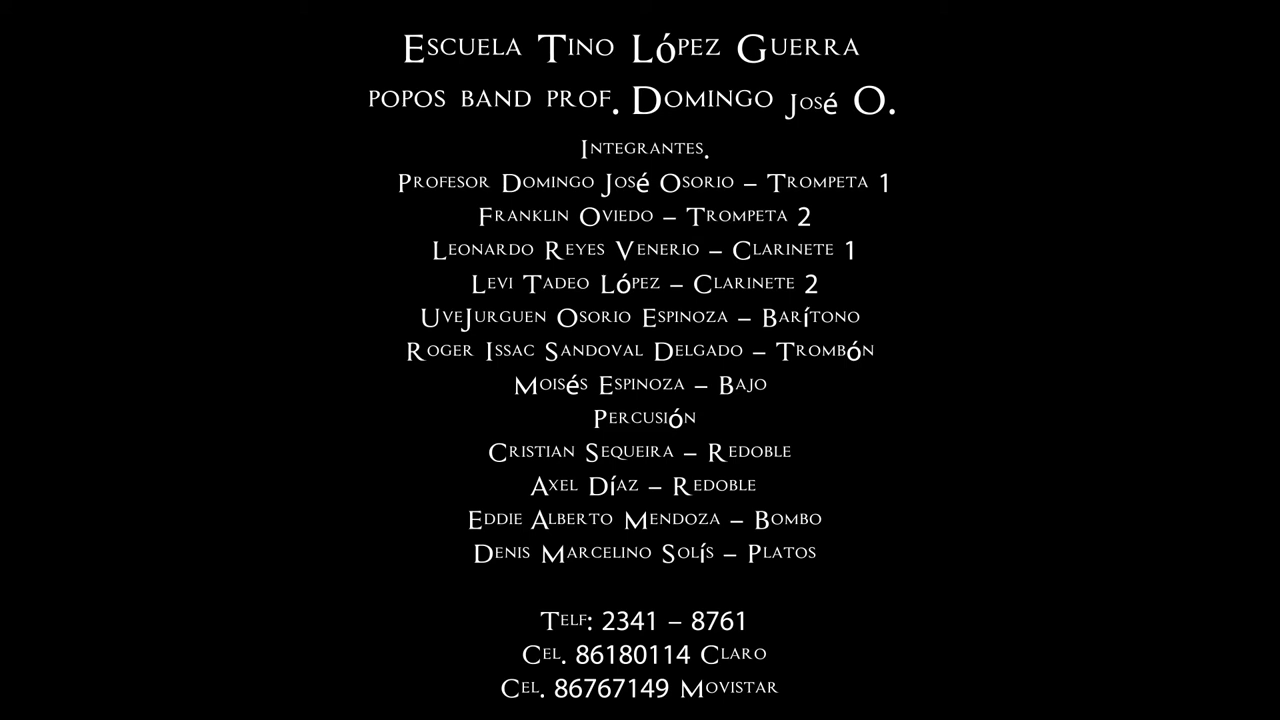 Escuela Tino López Guerra
popos band prof. Domingo José O.
Integrantes.
Profesor Domingo José Osorio – Trompeta 1
Franklin Oviedo – Trompeta 2
Leonardo Reyes Venerio – Clarinete 1
Levi Tadeo López – Clarinete 2
UveJurguen Osorio Espinoza – Barítono
Roger Issac Sandoval Delgado – Trombón
Moisés Espinoza – Bajo
Percusión
Cristian Sequeira – Redoble
Axel Díaz – Redoble
Eddie Alberto Mendoza – Bombo
Denis Marcelino Solís – Platos
Telf: 2341 – 8761
Cel. 86180114 Claro
Cel. 86767149 Movistar